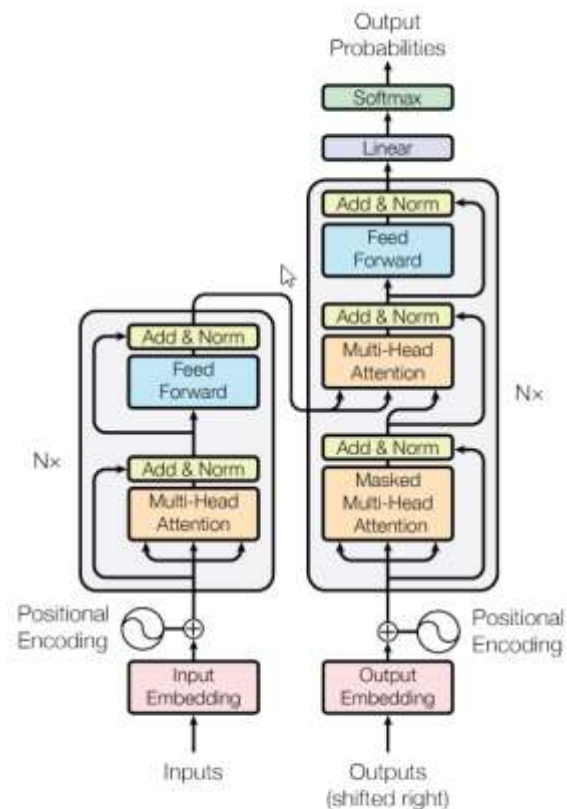 Output
Probabilities
Softmax
Linear
Add & Norm
Feed
Forward
Add & Norm
Multi-Head
Attention
Add & Norm
Masked
Multi-Head
Attention
Nx
Positional
Encoding
Output
Embedding
Outputs
(shifted right)
Add & Norm
Feed
Forward
Add & Norm
Multi-Head
Attention
Nx
Positional
Encoding
Input
Embedding
Inputs